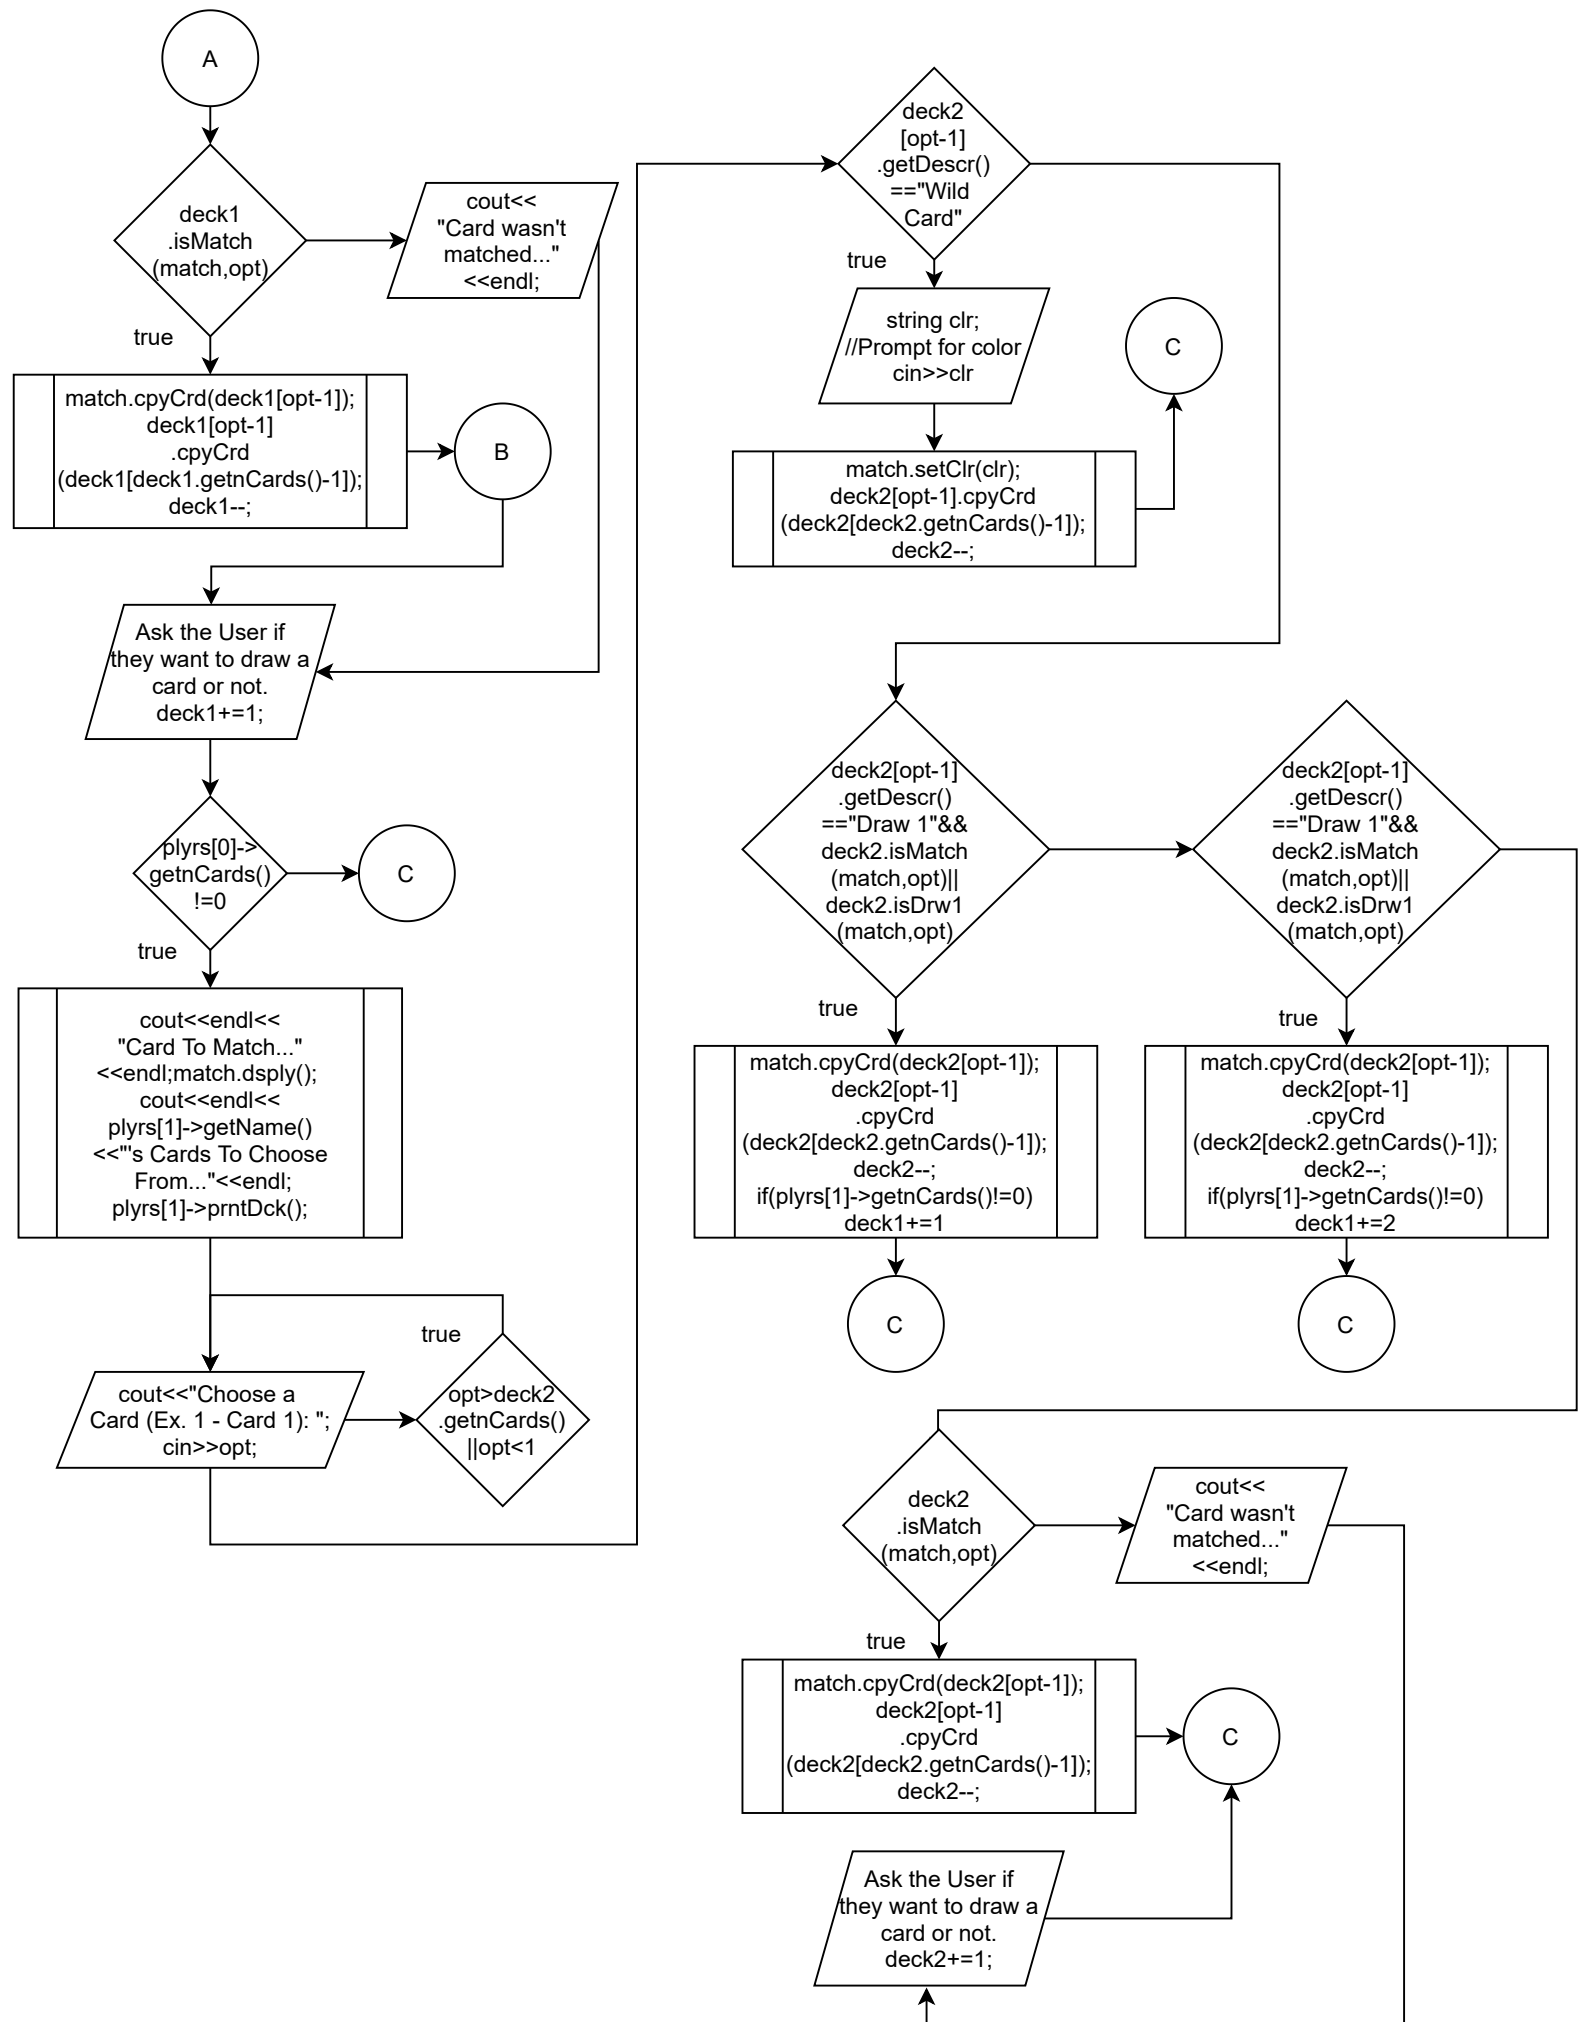 A
deck1
.isMatch
(match,opt)
cout<<
"Card wasn't
matched..."
<<endl;
true
match.cpyCrd(deck1[opt-1]);
deck1[opt-1]
.cpyCrd
(deck1[deck1.getnCards()-1]);
deck1--;
B
Ask the User if
they want to draw a
card or not.
deck1+=1;
plyrs[0]->
getnCards()
!=0
C
true
cout<<endl<<
"Card To Match..."
<<endl;match.dsply();
cout<<endl<<
plyrs[1]->getName()
<<"'s Cards To Choose
From..."<<endl;
plyrs[1]->prntDck();
true
cout<<"Choose a
Card (Ex. 1 - Card 1): ";
cin>>opt;
opt>deck2
.getnCards()
||opt<1
deck2
[opt-1]
.getDescr()
=="Wild
Card"
true
string clr;
//Prompt for color
cin>>clr
C
match.setClr(clr);
deck2[opt-1].cpyCrd
(deck2[deck2.getnCards()-1]);
deck2--;
deck2[opt-1]
.getDescr()
=="Draw 1"&&
deck2.isMatch
(match,opt)||
deck2.isDrw1
(match,opt)
true
match.cpyCrd(deck2[opt-1]);
deck2[opt-1]
.cpyCrd
(deck2[deck2.getnCards()-1]);
deck2--;
if(plyrs[1]->getnCards()!=0)
deck1+=1
C
deck2[opt-1]
.getDescr()
=="Draw 1"&&
deck2.isMatch
(match,opt)||
deck2.isDrw1
(match,opt)
true
match.cpyCrd(deck2[opt-1]);
deck2[opt-1]
.cpyCrd
(deck2[deck2.getnCards()-1]);
deck2--;
if(plyrs[1]->getnCards()!=0)
deck1+=2
C
deck2
.isMatch
(match,opt)
cout<<
"Card wasn't
matched..."
<<endl;
true
match.cpyCrd(deck2[opt-1]);
deck2[opt-1]
.cpyCrd
(deck2[deck2.getnCards()-1]);
deck2--;
C
Ask the User if
they want to draw a
card or not.
deck2+=1;